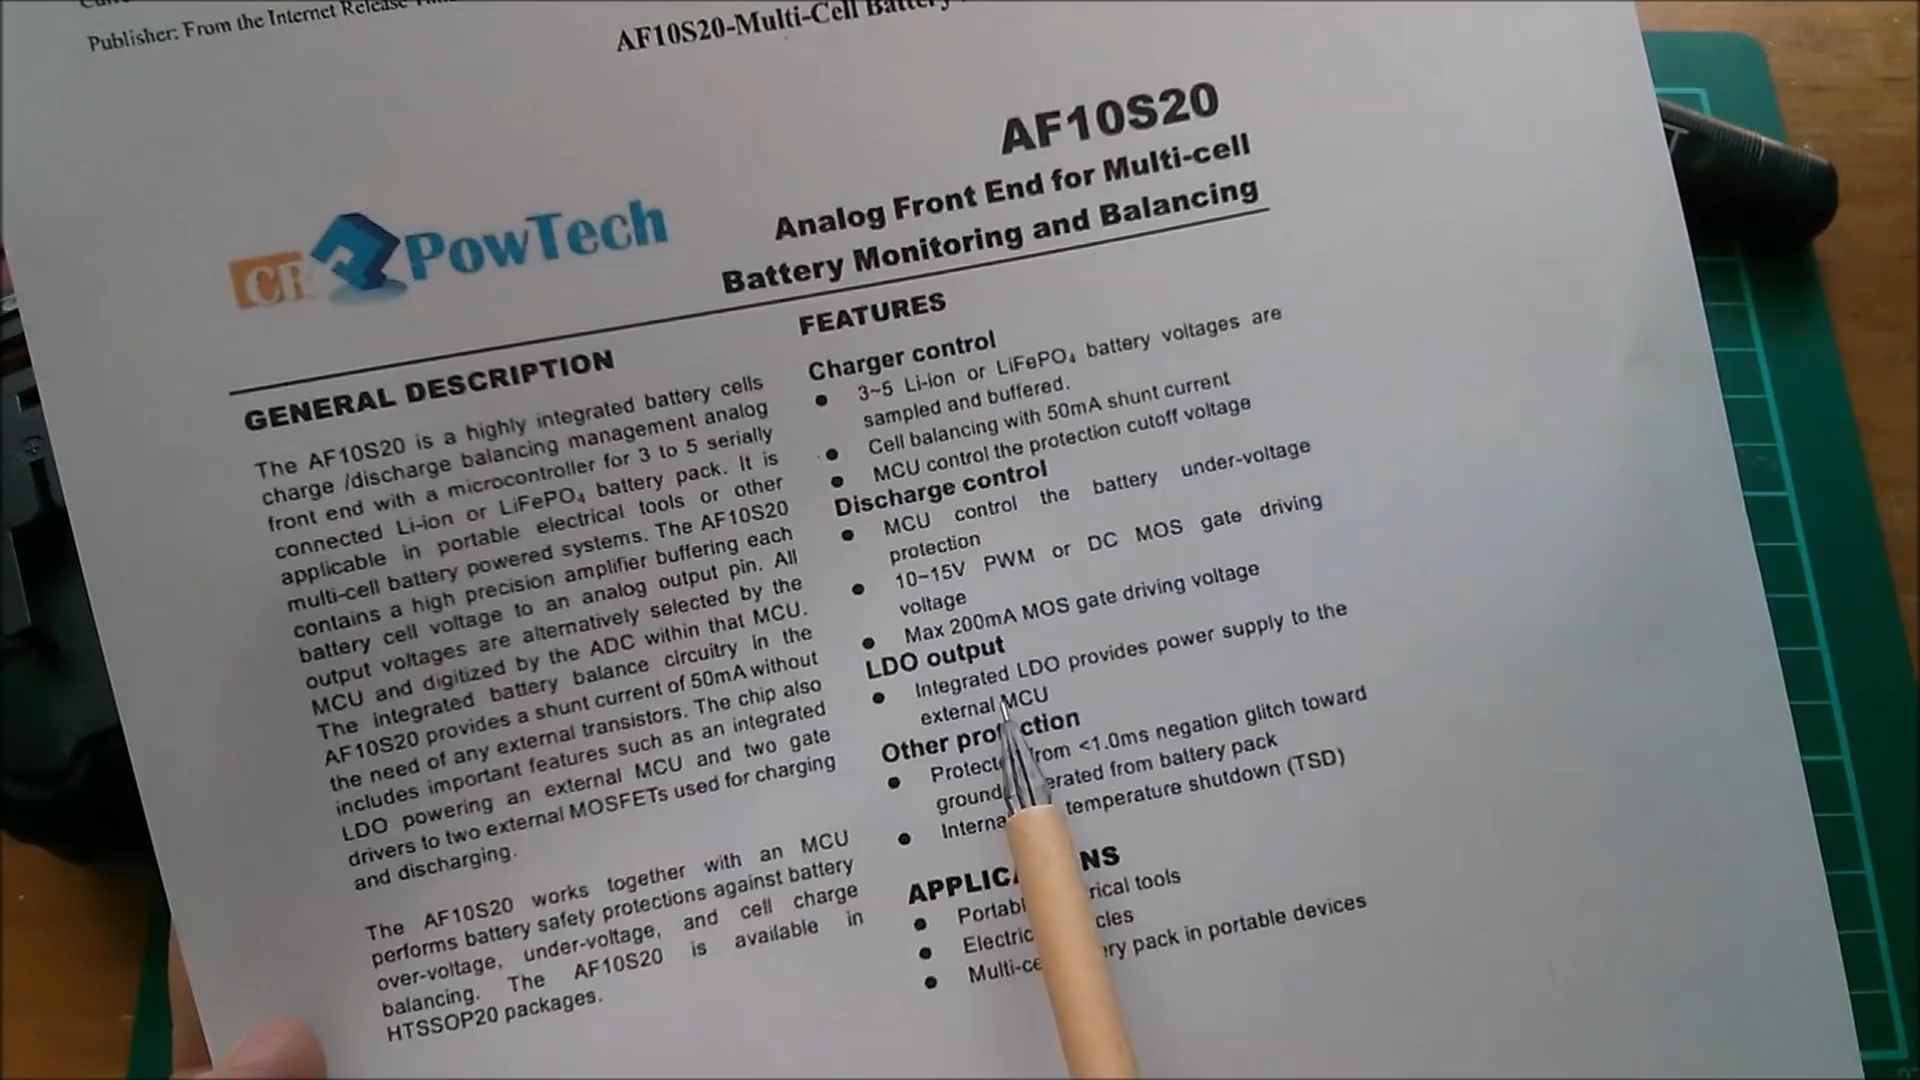 Publisher: From the Internet Release
AF10S20-Multi-Cell Battery
CR PowTech
AF10S20
Analog Front End for Multi-cell
Battery Monitoring and Balancing
GENERAL DESCRIPTION
The AF10S20 is a highly integrated battery cells
charge /discharge balancing management analog
front end with a microcontroller for 3 to 5 serially
connected Li-ion or LiFePO₄ battery pack. It is
applicable in portable electrical tools or other
multi-cell battery powered systems. The AF10S20
contains a high precision amplifier buffering each
battery cell voltage to an analog output pin. All
output voltages are alternatively selected by the
MCU and digitized by the ADC within that MCU.
The integrated battery balance circuitry in the
AF10S20 provides a shunt current of 50mA without
the need of any external transistors. The chip also
includes important features such as an integrated
LDO powering an external MCU and two gate
drivers to two external MOSFETs used for charging
and discharging.
The AF10S20 works together with an MCU
performs battery safety protections against battery
over-voltage, under-voltage, and cell charge
balancing. The AF10S20 is available in
HTSSOP20 packages.
FEATURES
Charger control
● 3~5 Li-ion or LiFePO₄ battery voltages are
sampled and buffered.
● Cell balancing with 50mA shunt current
● MCU control the protection cutoff voltage
Discharge control
● MCU control the battery under-voltage
protection
● 10~15V PWM or DC MOS gate driving
voltage
● Max 200mA MOS gate driving voltage
LDO output
● Integrated LDO provides power supply to the
external MCU
Other protection
● from <1.0ms negation glitch toward
ground from battery pack
● temperature shutdown (TSD)
APPLICATIONS
● tools
●
● pack in portable devices